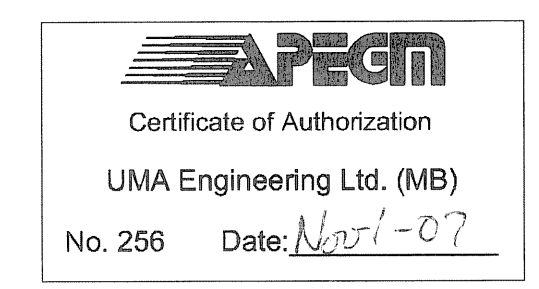 APEGM
Certificate of Authorization
UMA Engineering Ltd. (MB)
No. 256 Date: Nov 1-07